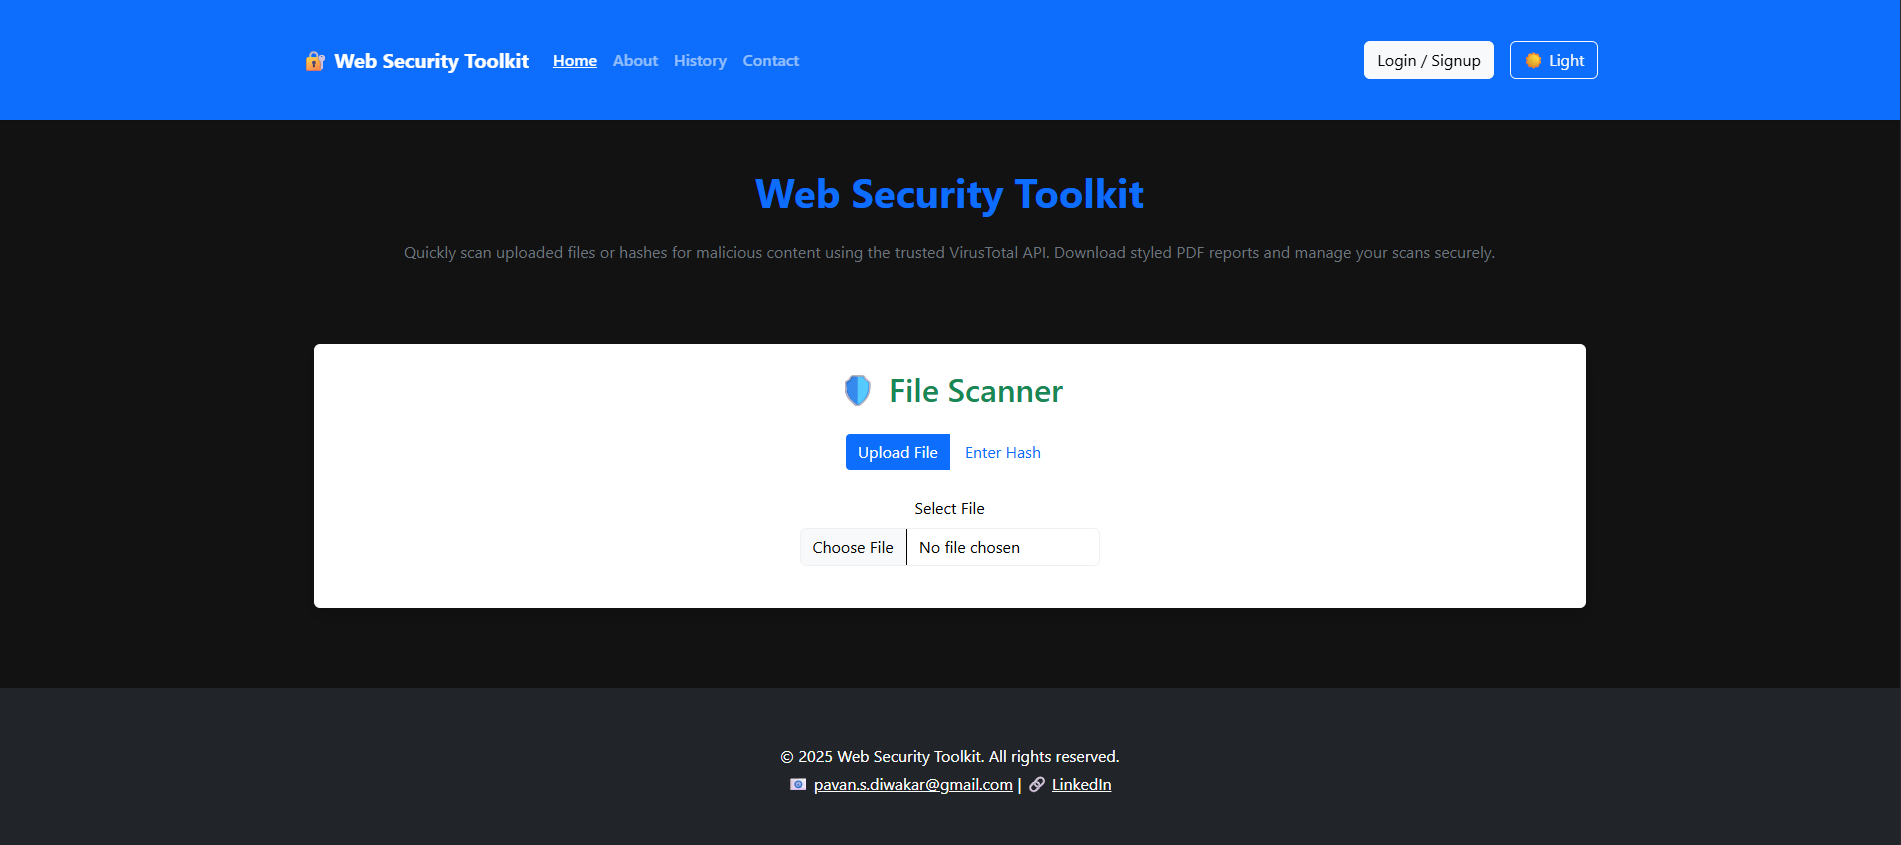 🔐 Web Security Toolkit Home About History Contact Login / Signup ☀️ Light
Web Security Toolkit
Quickly scan uploaded files or hashes for malicious content using the trusted VirusTotal API. Download styled PDF reports and manage your scans securely.
🛡️ File Scanner
Upload File Enter Hash
Select File
Choose File No file chosen
© 2025 Web Security Toolkit. All rights reserved.
📧 pavan.s.diwakar@gmail.com | 🔗 LinkedIn